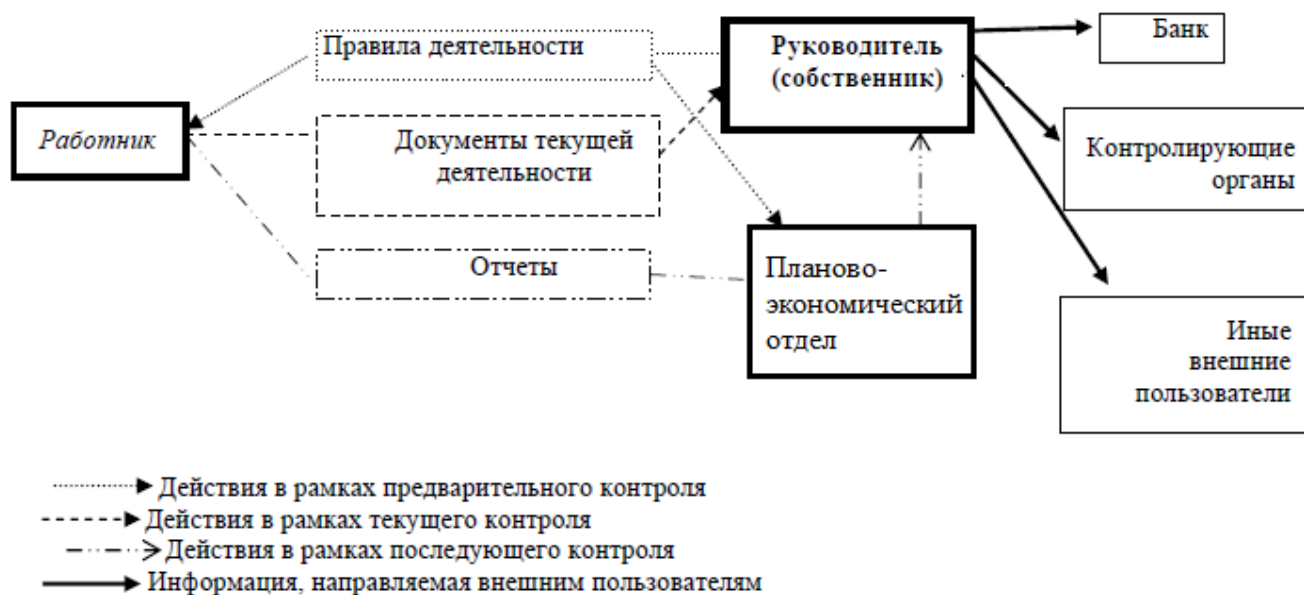 Правила деятельности
Руководитель
(собственник)
Банк
Работник
Документы текущей
деятельности
Контролирующие
органы
Отчеты
Планово-
экономический
отдел
Иные
внешние
пользователи
Действия в рамках предварительного контроля
Действия в рамках текущего контроля
Действия в рамках последующего контроля
Информация, направляемая внешним пользователям